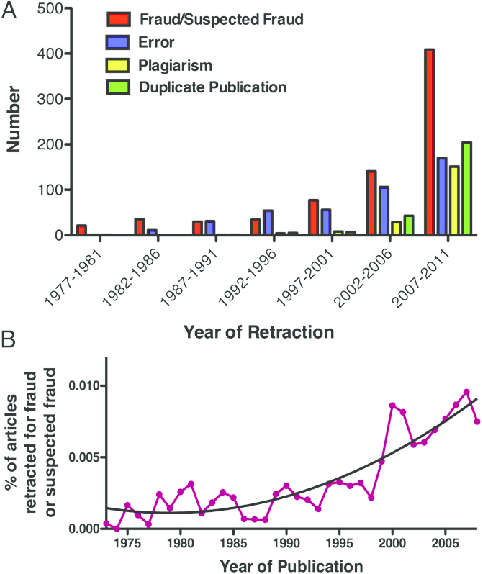 A
500
400
300
200
100
0
Number
Fraud/Suspected Fraud
Error
Plagiarism
Duplicate Publication
1977-1981
1982-1986
1987-1991
1992-1996
1997-2001
2002-2006
2007-2011
Year of Retraction
B
% of articles
retracted for fraud
or suspected fraud
0.010
0.005
0.000
1975 1980 1985 1990 1995 2000 2005
Year of Publication